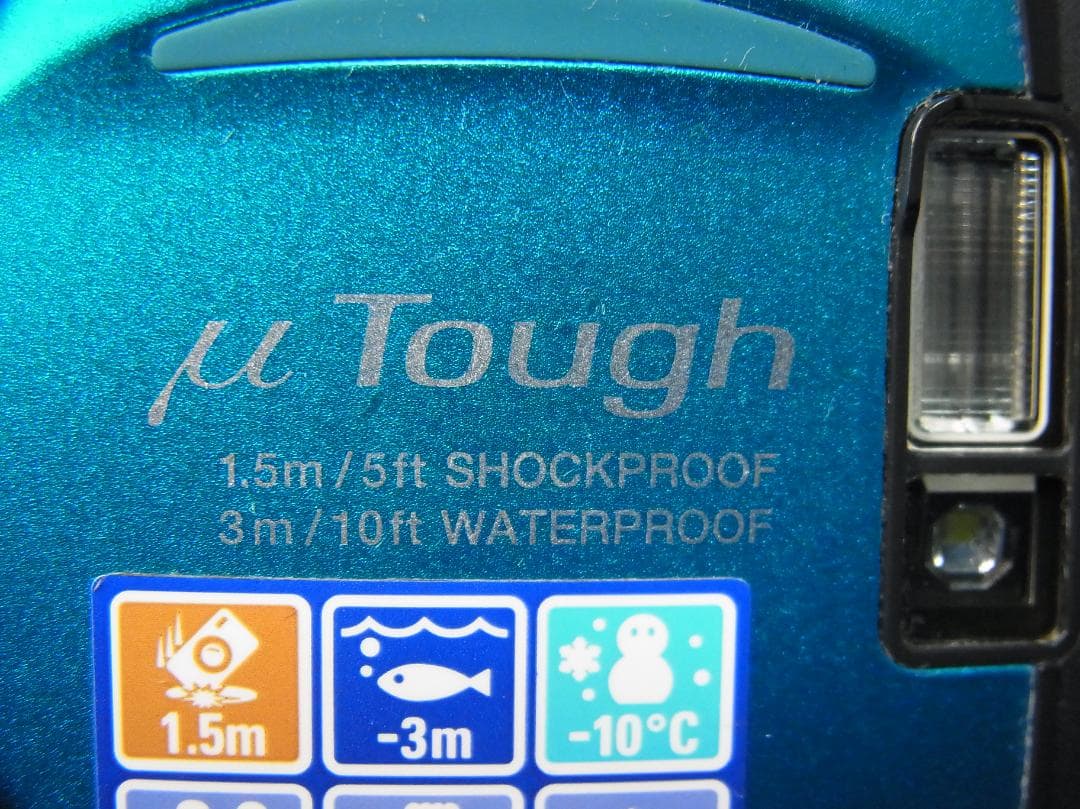 μ Tough
1.5m / 5ft SHOCKPROOF
3m / 10ft WATERPROOF
1.5m
-3m
-10°C